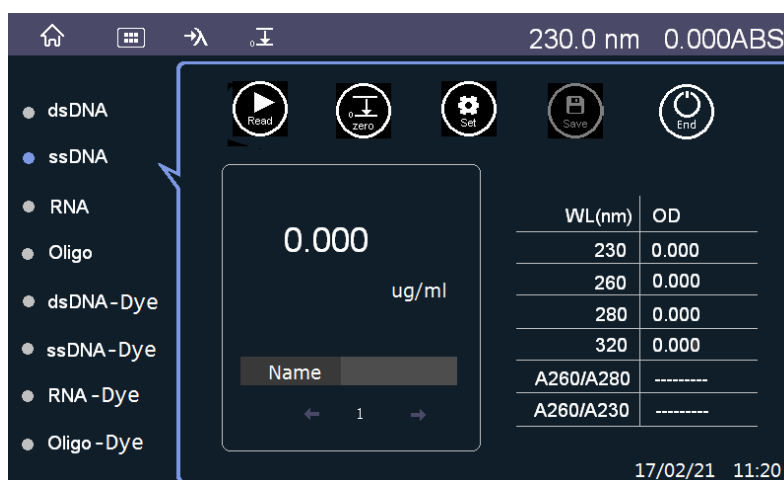 230.0 nm 0.000ABS
dsDNA
ssDNA
RNA
Oligo
dsDNA-Dye
ssDNA-Dye
RNA-Dye
Oligo-Dye
Read
0 zero
Set
Save
End
0.000
ug/ml
Name
1
WL(nm) OD
230 0.000
260 0.000
280 0.000
320 0.000
A260/A280 ---------
A260/A230 ---------
17/02/21 11:20